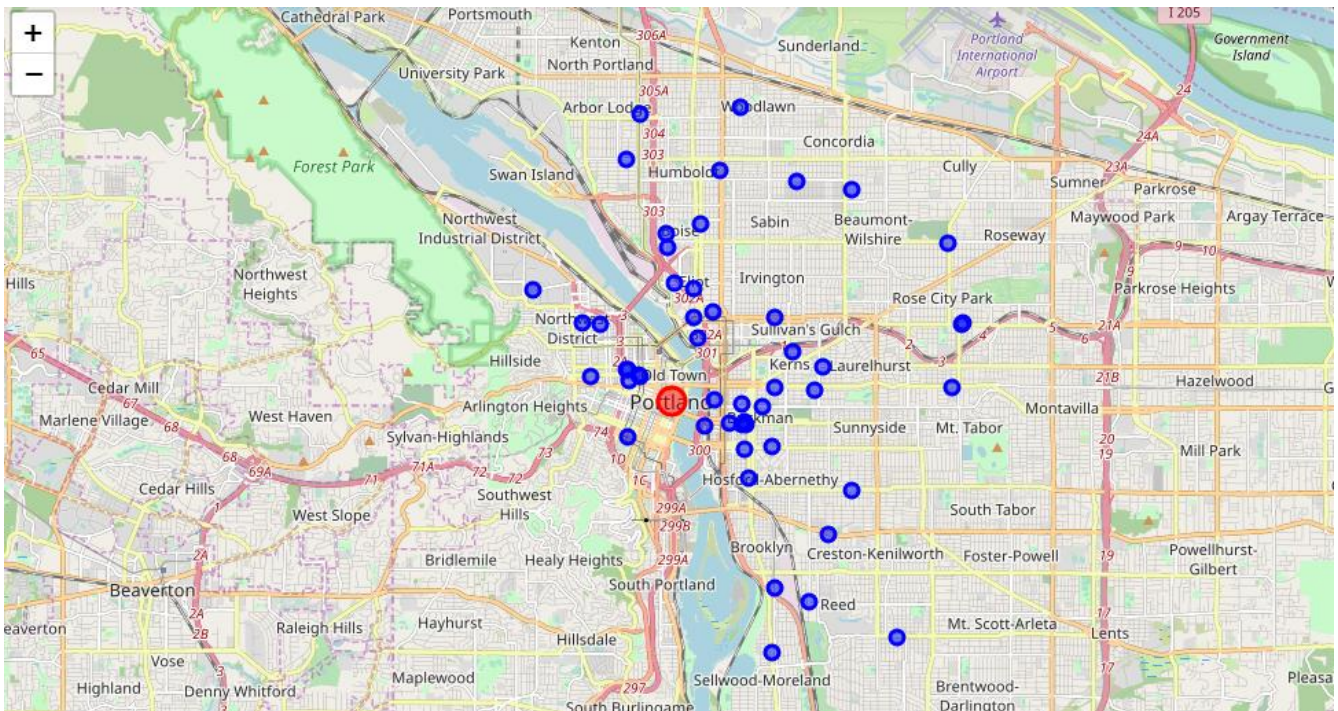 +
−
Cathedral Park
Portsmouth
306A
I 205
Government
Island
Kenton
North Portland
Sunderland
Portland
International
Airport
University Park
305A
24
Arbor Lodge
Woodlawn
304
24A
Concordia
303
Forest Park
Swan Island
Humboldt
Cully
23A
Sumner
Parkrose
Northwest
Industrial District
303
Sabin
Beaumont-
Wilshire
Roseway
Maywood Park
Argay Terrace
9
10
Hills
Northwest
Heights
Irvington
Parkrose Heights
302A
Rose City Park
65
3
Sullivan's Gulch
5
6
21A
2
3
4
District
301
Hillside
Kerns
Laurelhurst
Old Town
67
Cedar Mill
21B
Hazelwood
Marlene Village
West Haven
Arlington Heights
Portland
Montavilla
68
Sylvan-Highlands
74
Sunnyside
Mt. Tabor
20
69A
71
71A
72
72
73
1D
300
Mill Park
19
Cedar Hills
1C
Hosford-Abernethy
1
West Slope
Southwest
Hills
299A
South Tabor
2A
299B
Bridlemile
Healy Heights
299A
Brooklyn
Creston-Kenilworth
Foster-Powell
19
Powellhurst-
Gilbert
Beaverton
South Portland
2A
Reed
17
eaverton
2B
Raleigh Hills
Hayhurst
Hillsdale
Mt. Scott-Arleta
Lents
Vose
3
17
Highland
Denny Whitford
Maplewood
297
Sellwood-Moreland
Brentwood-
Darlington
Pleasa
South Burlingame